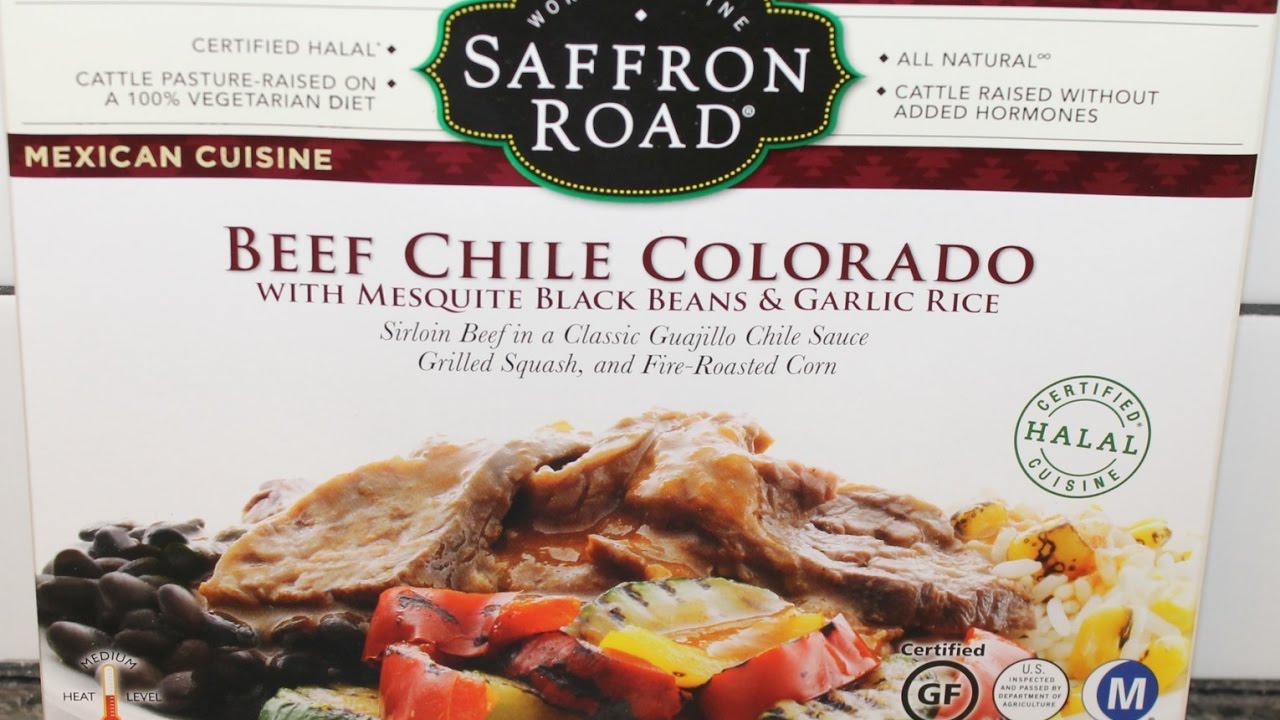 CERTIFIED HALAL*
CATTLE PASTURE-RAISED ON
A 100% VEGETARIAN DIET
SAFFRON
ROAD®
ALL NATURAL∞
CATTLE RAISED WITHOUT
ADDED HORMONES
MEXICAN CUISINE
BEEF CHILE COLORADO
WITH MESQUITE BLACK BEANS & GARLIC RICE
Sirloin Beef in a Classic Guajillo Chile Sauce
Grilled Squash, and Fire-Roasted Corn
CERTIFIED®
HALAL
CUISINE
MEDIUM
HEAT LEVEL
Certified
GF
U.S.
INSPECTED
AND PASSED BY
DEPARTMENT OF
AGRICULTURE
M